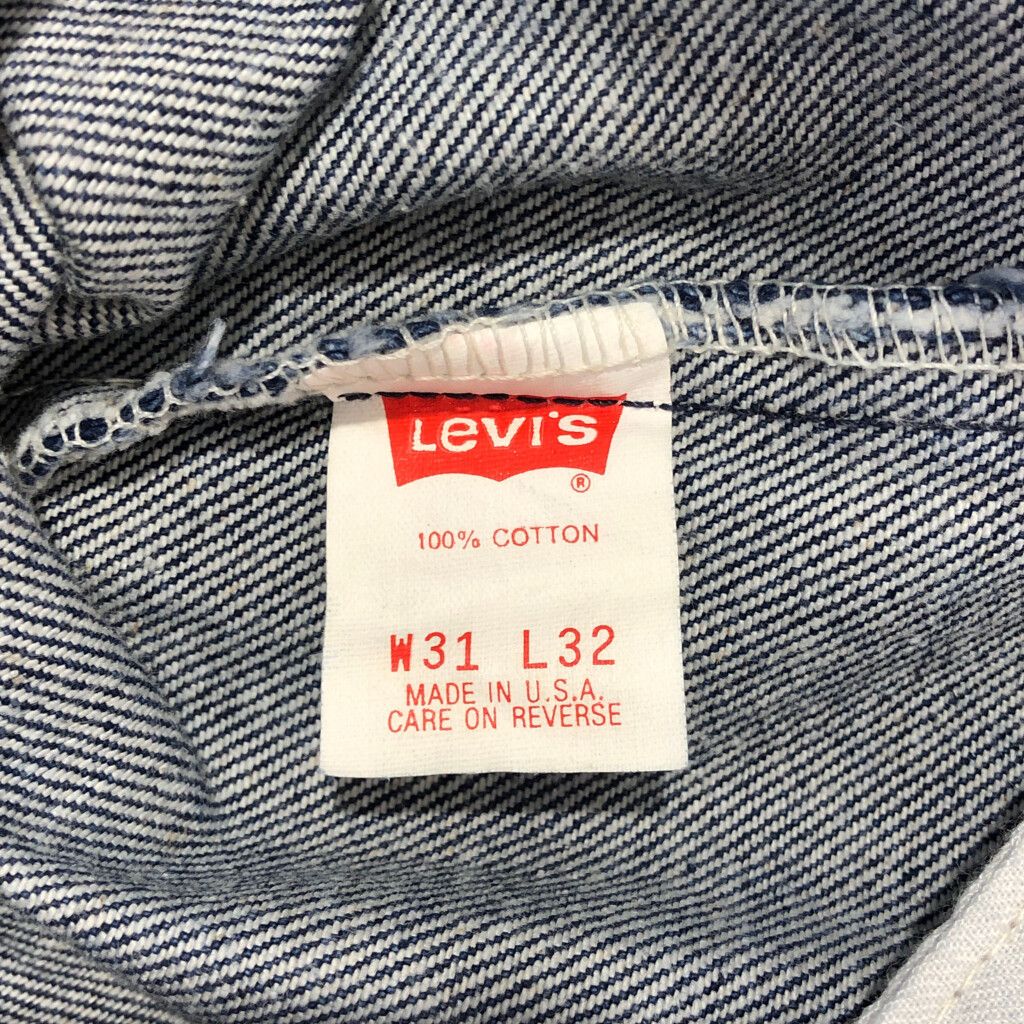 Levi's
®
100% COTTON
W31 L32
MADE IN U.S.A.
CARE ON REVERSE